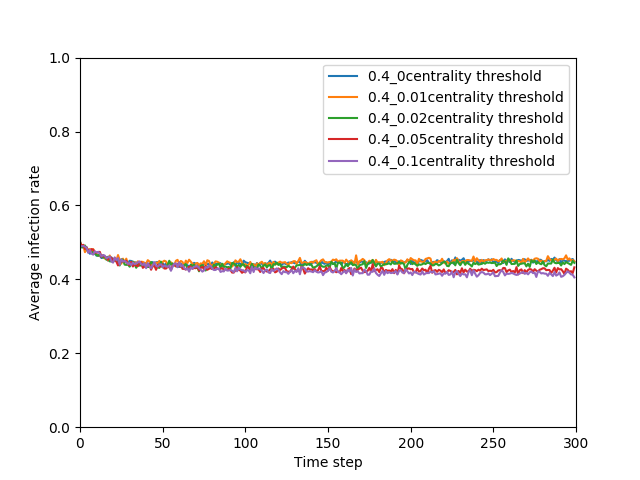 1.0
0.8
0.6
0.4
0.2
0.0
Average infection rate
0.4_0centrality threshold
0.4_0.01centrality threshold
0.4_0.02centrality threshold
0.4_0.05centrality threshold
0.4_0.1centrality threshold
0 50 100 150 200 250 300
Time step